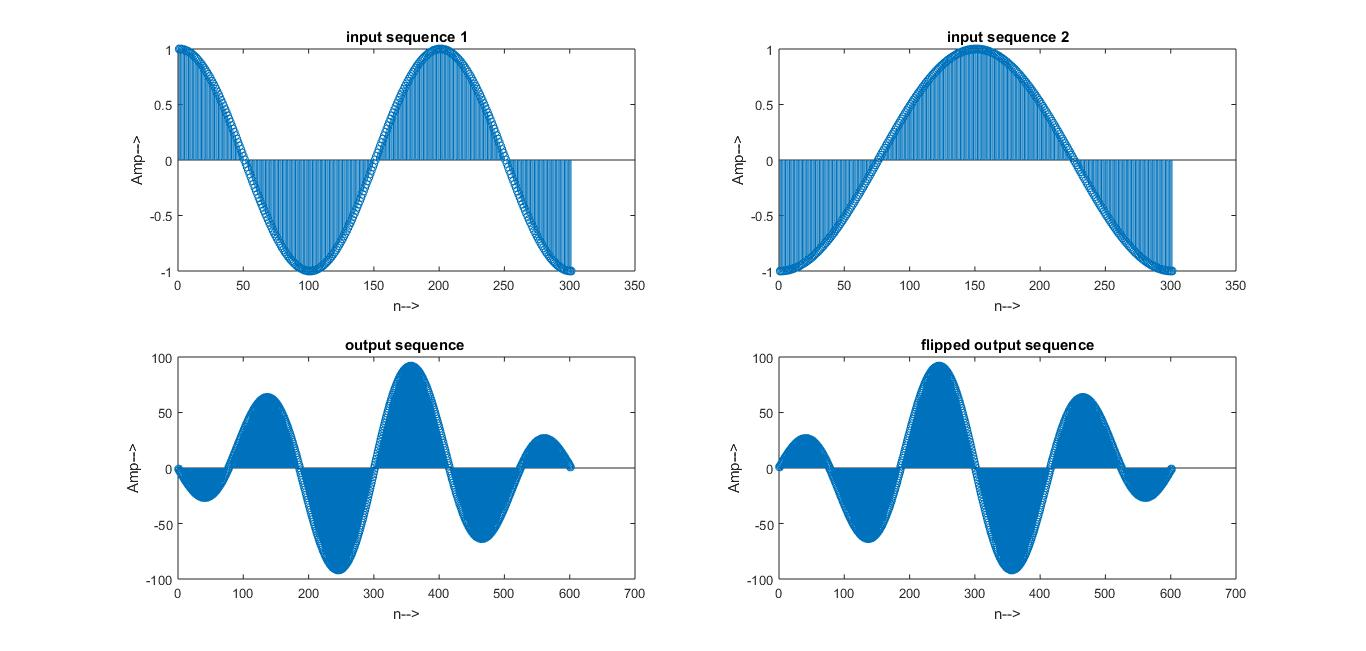 input sequence 1
1
0.5
0
-0.5
-1
Amp-->
0 50 100 150 200 250 300 350
n-->
input sequence 2
1
0.5
0
-0.5
-1
Amp-->
0 50 100 150 200 250 300 350
n-->
output sequence
100
50
0
-50
-100
Amp-->
0 100 200 300 400 500 600 700
n-->
flipped output sequence
100
50
0
-50
-100
Amp-->
0 100 200 300 400 500 600 700
n-->